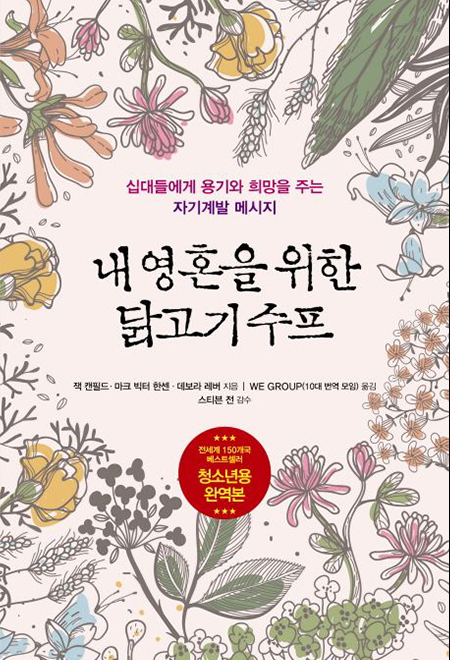 십대들에게 용기와 희망을 주는
자기계발 메시지
내 영혼을 위한
닭고기 수프
잭 캔필드 · 마크 빅터 한센 · 데보라 레버 지음 | WE GROUP(10대 번역 모임) 옮김
스티븐 전 감수
★★★
전세계 150개국
베스트셀러
청소년용
완역본
★★★